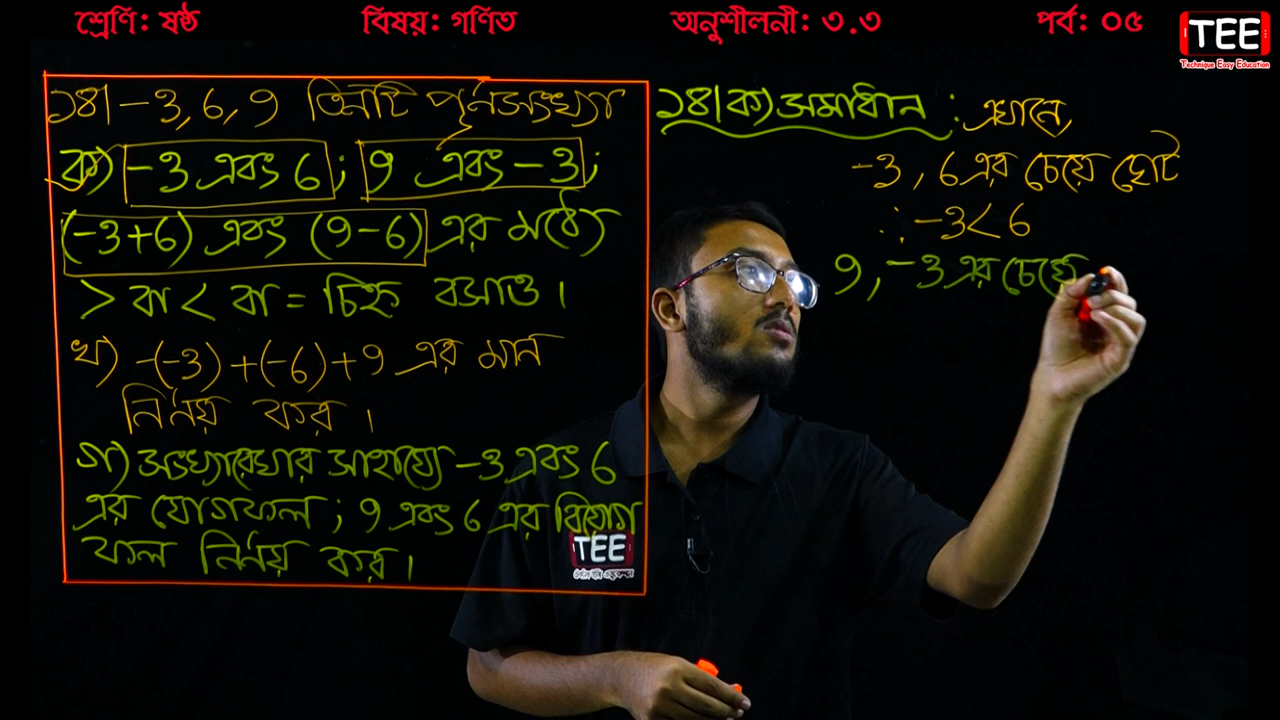 শ্রেণি: ষষ্ঠ বিষয়: গণিত অনুশীলনী: ৩.৩ পর্ব: ০৫
TEE
Technique Easy Education
১৪। -3, 6, 9 তিনটি পূর্নসংখ্যা
ক) -3 এবং 6 ; 9 এবং -3 ;
(-3+6) এবং (9-6) এর মধ্যে
> বা < বা = চিহ্ন বসাও।
খ) -(-3) + (-6) + 9 এর মান
নির্ণয় কর।
গ) সংখ্যারেখার সাহায্যে -3 এবং 6
এর যোগফল ; 9 এবং 6 এর বিয়োগ
ফল নির্ণয় কর।
TEE
১৪। ক) সমাধান : এখানে,
-3, 6 এর চেয়ে ছোট
∴ -3 < 6
9, -3 এর চেয়ে